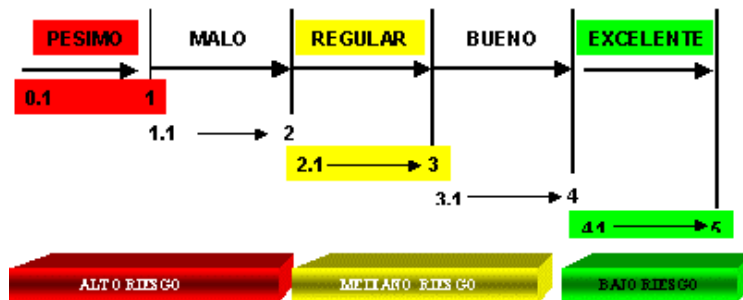 PESIMO MALO REGULAR BUENO EXCELENTE
0.1 1
1.1 2
2.1 3
3.1 4
4.1 5
ALTO RIESGO MEDIANO RIESGO BAJO RIESGO